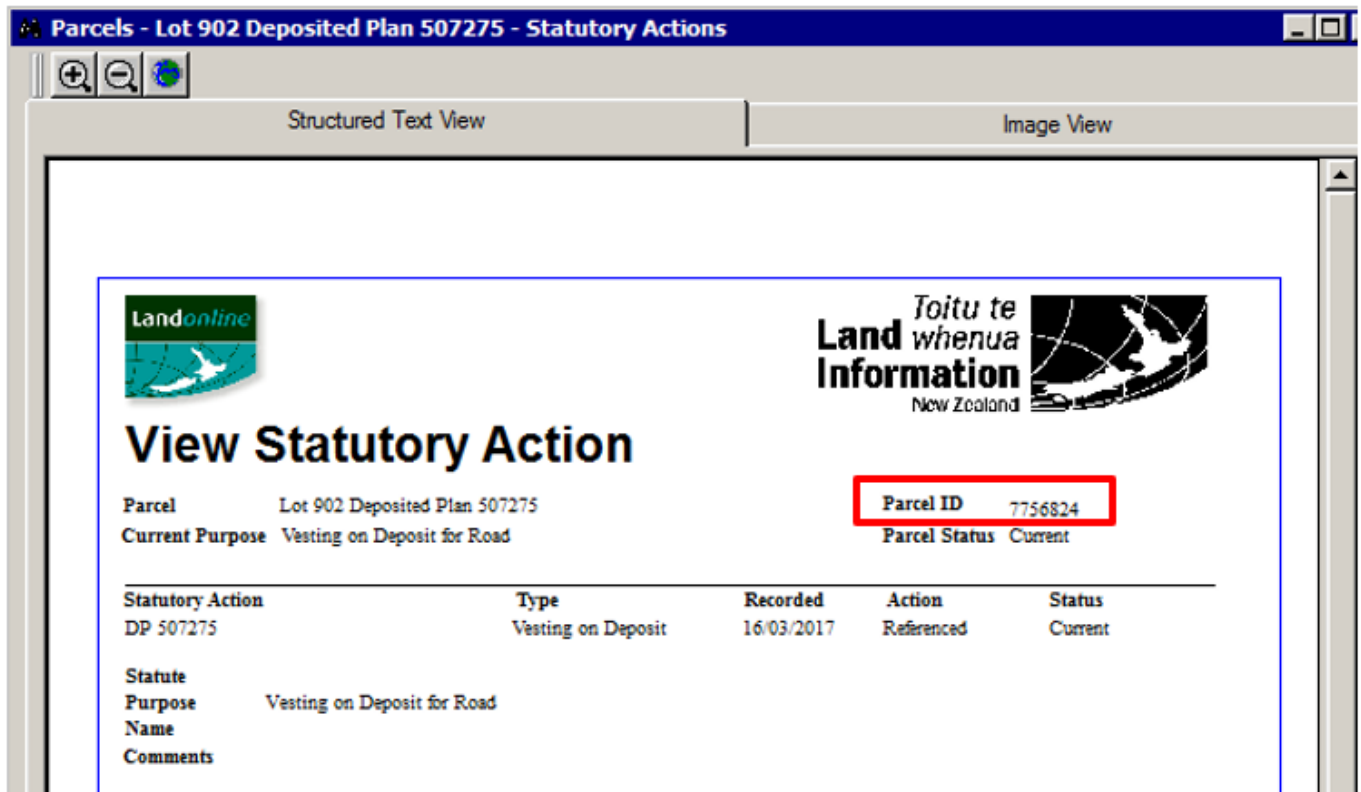 Parcels - Lot 902 Deposited Plan 507275 - Statutory Actions
Structured Text View Image View
Landonline
Toitu te
Land whenua
Information
New Zealand
View Statutory Action
Parcel Lot 902 Deposited Plan 507275 Parcel ID 7756824
Current Purpose Vesting on Deposit for Road Parcel Status Current
Statutory Action Type Recorded Action Status
DP 507275 Vesting on Deposit 16/03/2017 Referenced Current
Statute
Purpose Vesting on Deposit for Road
Name
Comments